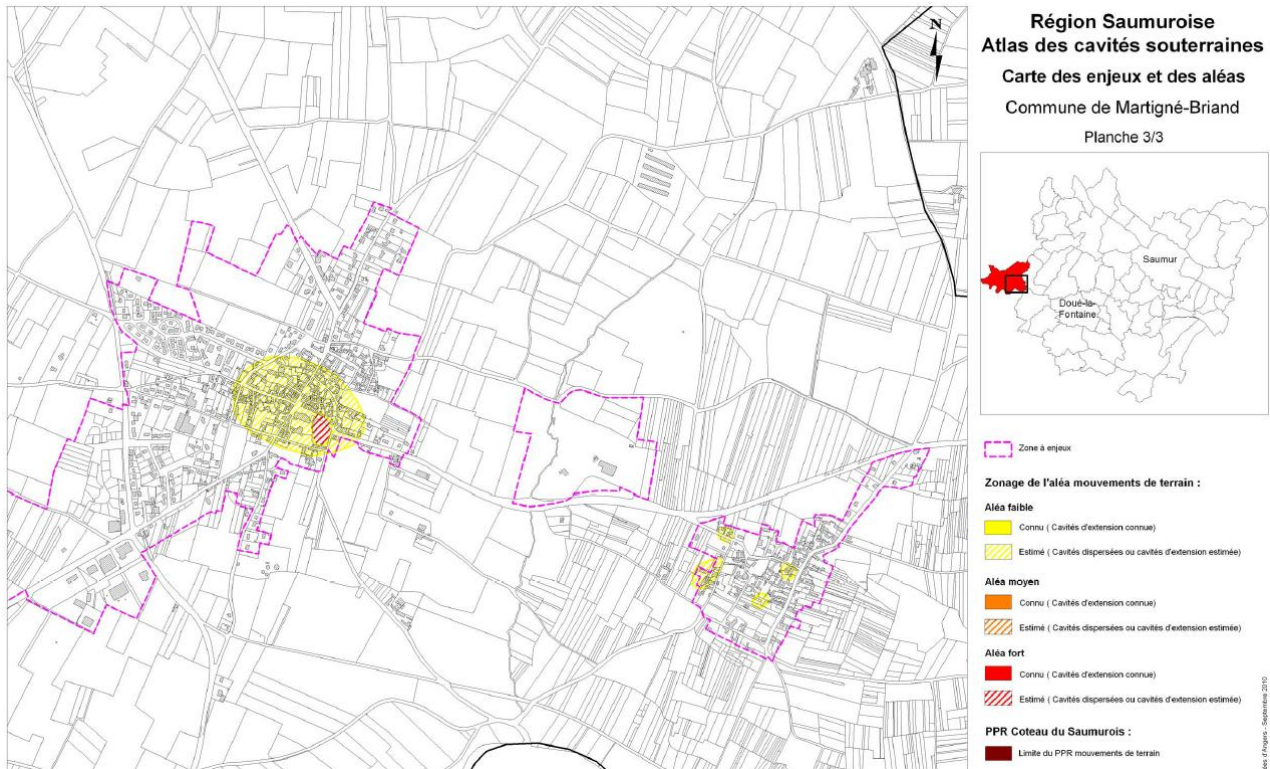 N
Région Saumuroise
Atlas des cavités souterraines
Carte des enjeux et des aléas
Commune de Martigné-Briand
Planche 3/3
Saumur
Doué-la-
Fontaine
Zone à enjeux
Zonage de l'aléa mouvements de terrain :
Aléa faible
Connu ( Cavités d'extension connue)
Estimé ( Cavités dispersées ou cavités d'extension estimée)
Aléa moyen
Connu ( Cavités d'extension connue)
Estimé ( Cavités dispersées ou cavités d'extension estimée)
Aléa fort
Connu ( Cavités d'extension connue)
Estimé ( Cavités dispersées ou cavités d'extension estimée)
PPR Coteau du Saumurois :
Limite du PPR mouvements de terrain
d'Angers - Septembre 2010